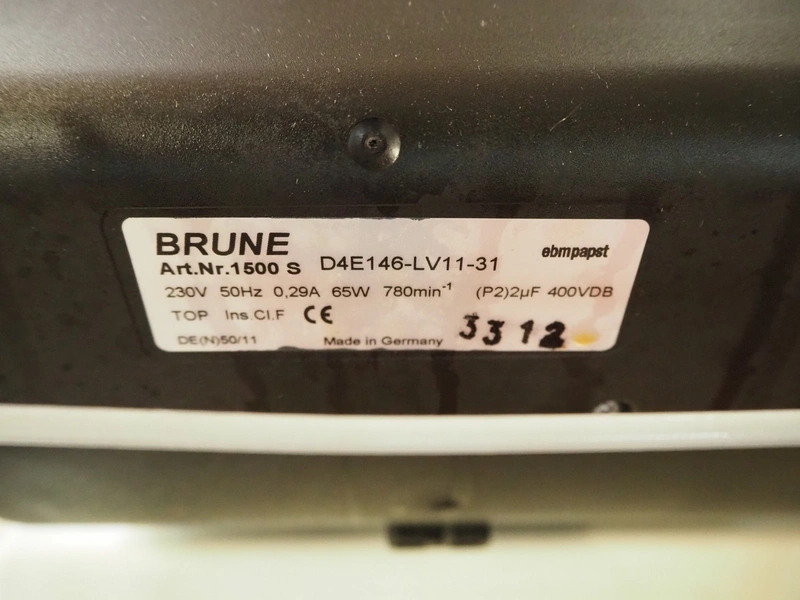 BRUNE
Art.Nr.1500 S D4E146-LV11-31 ebmpapst
230V 50Hz 0,29A 65W 780min⁻¹ (P2)2µF 400VDB
TOP Ins.Cl.F CE
DE(N)50/11 Made in Germany 3312